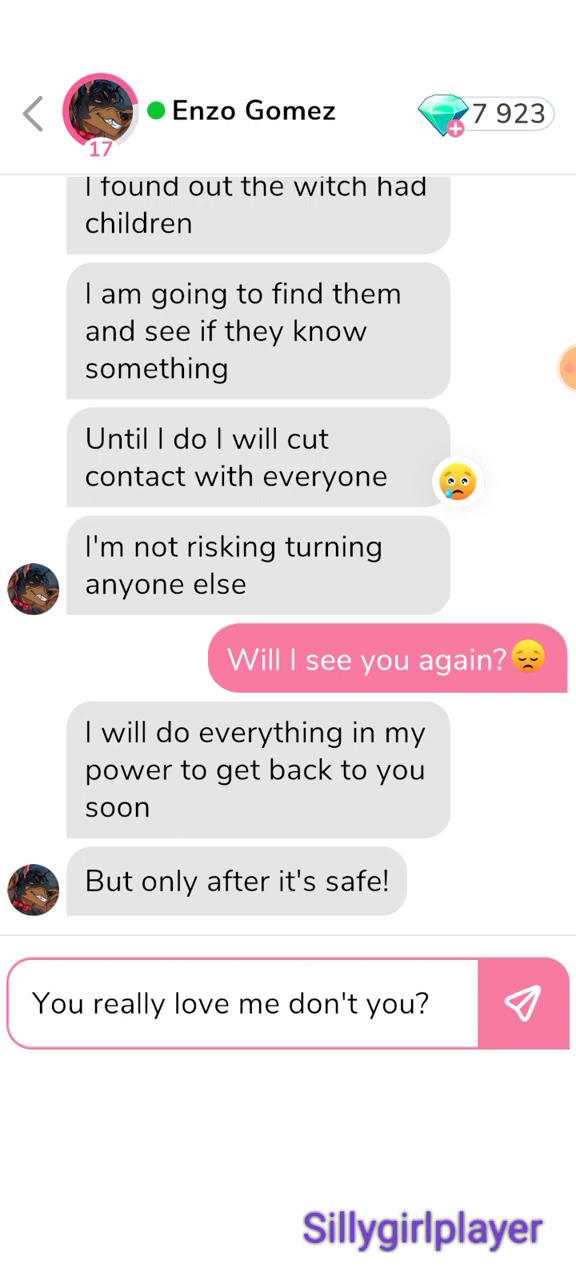 Enzo Gomez
7 923
17
I found out the witch had
children
I am going to find them
and see if they know
something
Until I do I will cut
contact with everyone
I'm not risking turning
anyone else
Will I see you again?😞
I will do everything in my
power to get back to you
soon
But only after it's safe!
You really love me don't you?
Sillygirlplayer